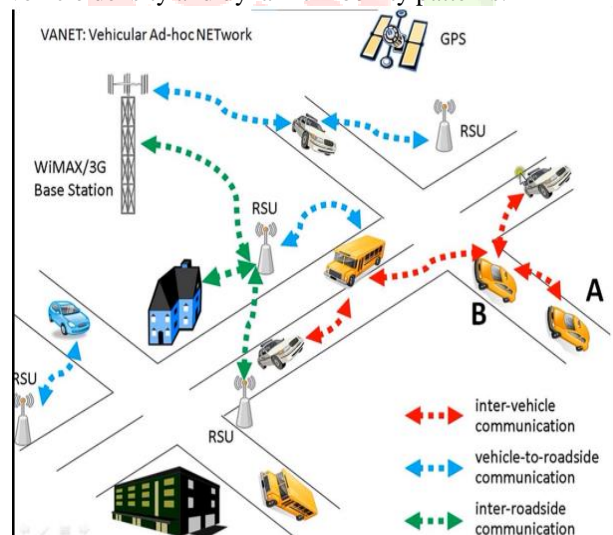 VANET: Vehicular Ad-hoc NETwork
GPS
RSU
WiMAX/3G
Base Station
RSU
A
B
RSU
RSU
inter-vehicle
communication
vehicle-to-roadside
communication
inter-roadside
communication